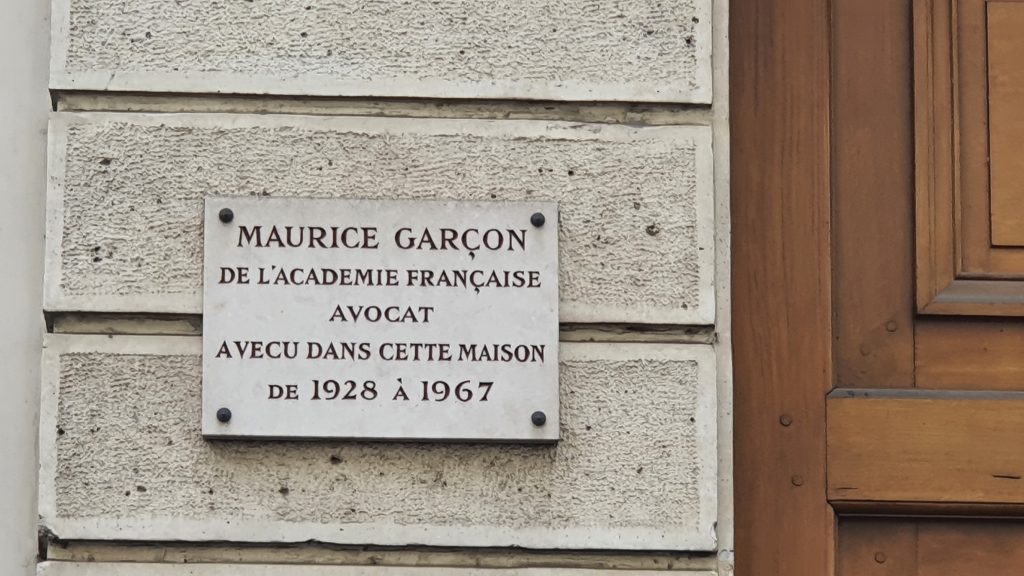 MAURICE GARÇON
DE L'ACADEMIE FRANÇAISE
AVOCAT
A VECU DANS CETTE MAISON
DE 1928 À 1967